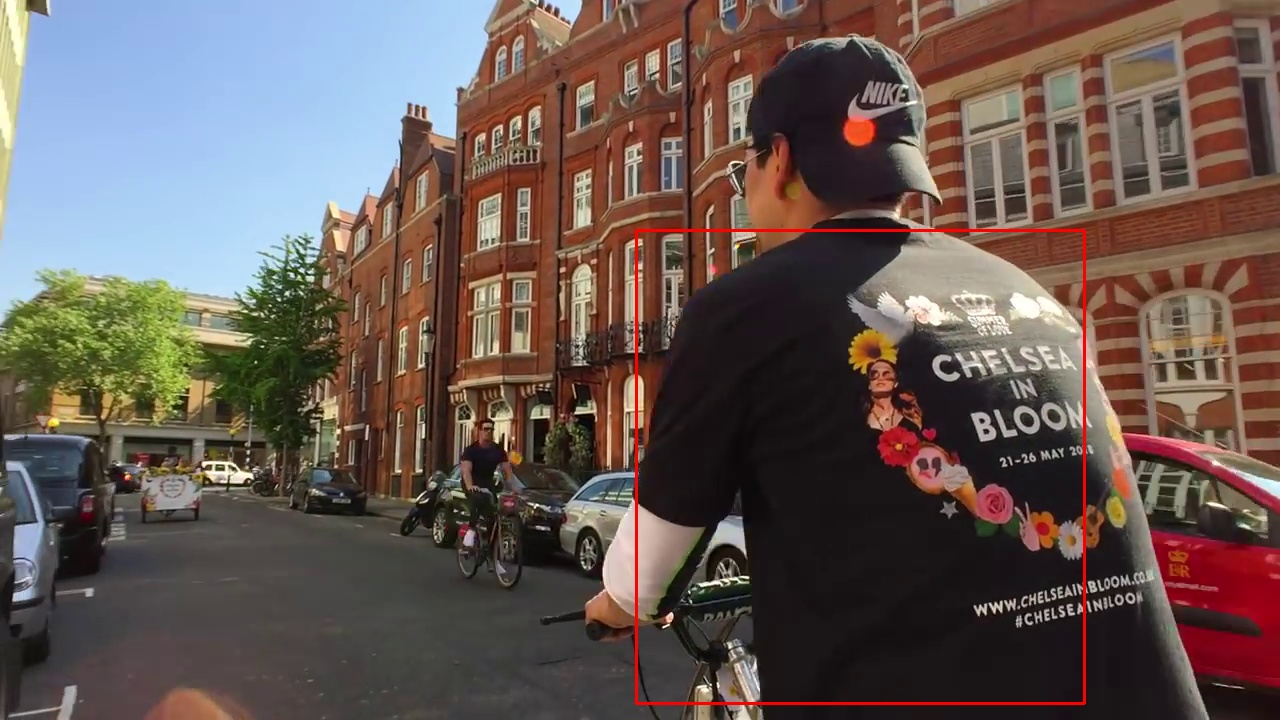 NIKE
CHELSEA
IN
BLOOM
21-26 MAY 2018
WWW.CHELSEAINBLOOM.CO.UK
#CHELSEAINBLOOM